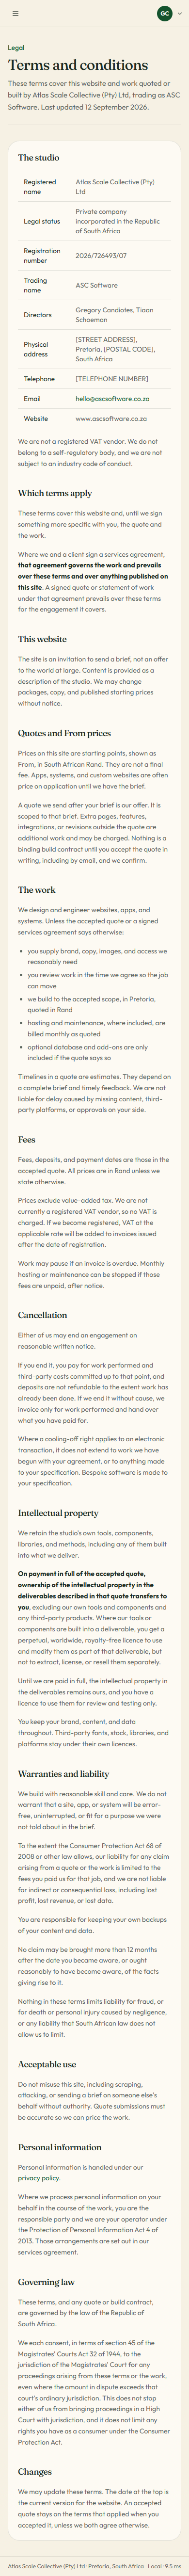 GC
Legal
Terms and conditions
These terms cover this website and work quoted or
built by Atlas Scale Collective (Pty) Ltd, trading as ASC
Software. Last updated 12 September 2026.
The studio
Registered name	Atlas Scale Collective (Pty) Ltd
Legal status	Private company incorporated in the Republic of South Africa
Registration number	2026/726493/07
Trading name	ASC Software
Directors	Gregory Candiotes, Tiaan Schoeman
Physical address	[STREET ADDRESS], Pretoria, [POSTAL CODE], South Africa
Telephone	[TELEPHONE NUMBER]
Email	hello@ascsoftware.co.za
Website	www.ascsoftware.co.za
We are not a registered VAT vendor. We do not
belong to a self-regulatory body, and we are not
subject to an industry code of conduct.
Which terms apply
These terms cover this website and, until we sign
something more specific with you, the quote and
the work.
Where we and a client sign a services agreement,
that agreement governs the work and prevails
over these terms and over anything published on
this site. A signed quote or statement of work
under that agreement prevails over these terms
for the engagement it covers.
This website
The site is an invitation to send a brief, not an offer
to the world at large. Content is provided as a
description of the studio. We may change
packages, copy, and published starting prices
without notice.
Quotes and From prices
Prices on this site are starting points, shown as
From, in South African Rand. They are not a final
fee. Apps, systems, and custom websites are often
price on application until we have the brief.
A quote we send after your brief is our offer. It is
scoped to that brief. Extra pages, features,
integrations, or revisions outside the quote are
additional work and may be charged. Nothing is a
binding build contract until you accept the quote in
writing, including by email, and we confirm.
The work
We design and engineer websites, apps, and
systems. Unless the accepted quote or a signed
services agreement says otherwise:
• you supply brand, copy, images, and access we
reasonably need
• you review work in the time we agree so the job
can move
• we build to the accepted scope, in Pretoria,
quoted in Rand
• hosting and maintenance, where included, are
billed monthly as quoted
• optional database and add-ons are only
included if the quote says so
Timelines in a quote are estimates. They depend on
a complete brief and timely feedback. We are not
liable for delay caused by missing content, third-
party platforms, or approvals on your side.
Fees
Fees, deposits, and payment dates are those in the
accepted quote. All prices are in Rand unless we
state otherwise.
Prices exclude value-added tax. We are not
currently a registered VAT vendor, so no VAT is
charged. If we become registered, VAT at the
applicable rate will be added to invoices issued
after the date of registration.
Work may pause if an invoice is overdue. Monthly
hosting or maintenance can be stopped if those
fees are unpaid, after notice.
Cancellation
Either of us may end an engagement on
reasonable written notice.
If you end it, you pay for work performed and
third-party costs committed up to that point, and
deposits are not refundable to the extent work has
already been done. If we end it without cause, we
invoice only for work performed and hand over
what you have paid for.
Where a cooling-off right applies to an electronic
transaction, it does not extend to work we have
begun with your agreement, or to anything made
to your specification. Bespoke software is made to
your specification.
Intellectual property
We retain the studio's own tools, components,
libraries, and methods, including any of them built
into what we deliver.
On payment in full of the accepted quote,
ownership of the intellectual property in the
deliverables described in that quote transfers to
you, excluding our own tools and components and
any third-party products. Where our tools or
components are built into a deliverable, you get a
perpetual, worldwide, royalty-free licence to use
and modify them as part of that deliverable, but
not to extract, license, or resell them separately.
Until we are paid in full, the intellectual property in
the deliverables remains ours, and you have a
licence to use them for review and testing only.
You keep your brand, content, and data
throughout. Third-party fonts, stock, libraries, and
platforms stay under their own licences.
Warranties and liability
We build with reasonable skill and care. We do not
warrant that a site, app, or system will be error-
free, uninterrupted, or fit for a purpose we were
not told about in the brief.
To the extent the Consumer Protection Act 68 of
2008 or other law allows, our liability for any claim
arising from a quote or the work is limited to the
fees you paid us for that job, and we are not liable
for indirect or consequential loss, including lost
profit, lost revenue, or lost data.
You are responsible for keeping your own backups
of your content and data.
No claim may be brought more than 12 months
after the date you became aware, or ought
reasonably to have become aware, of the facts
giving rise to it.
Nothing in these terms limits liability for fraud, or
for death or personal injury caused by negligence,
or any liability that South African law does not
allow us to limit.
Acceptable use
Do not misuse this site, including scraping,
attacking, or sending a brief on someone else's
behalf without authority. Quote submissions must
be accurate so we can price the work.
Personal information
Personal information is handled under our
privacy policy.
Where we process personal information on your
behalf in the course of the work, you are the
responsible party and we are your operator under
the Protection of Personal Information Act 4 of
2013. Those arrangements are set out in our
services agreement.
Governing law
These terms, and any quote or build contract,
are governed by the law of the Republic of
South Africa.
We each consent, in terms of section 45 of the
Magistrates' Courts Act 32 of 1944, to the
jurisdiction of the Magistrates' Court for any
proceedings arising from these terms or the work,
even where the amount in dispute exceeds that
court's ordinary jurisdiction. This does not stop
either of us from bringing proceedings in a High
Court with jurisdiction, and it does not limit any
rights you have as a consumer under the Consumer
Protection Act.
Changes
We may update these terms. The date at the top is
the current version for the website. An accepted
quote stays on the terms that applied when you
accepted it, unless we both agree otherwise.
Atlas Scale Collective (Pty) Ltd · Pretoria, South Africa	Local · 9.5 ms